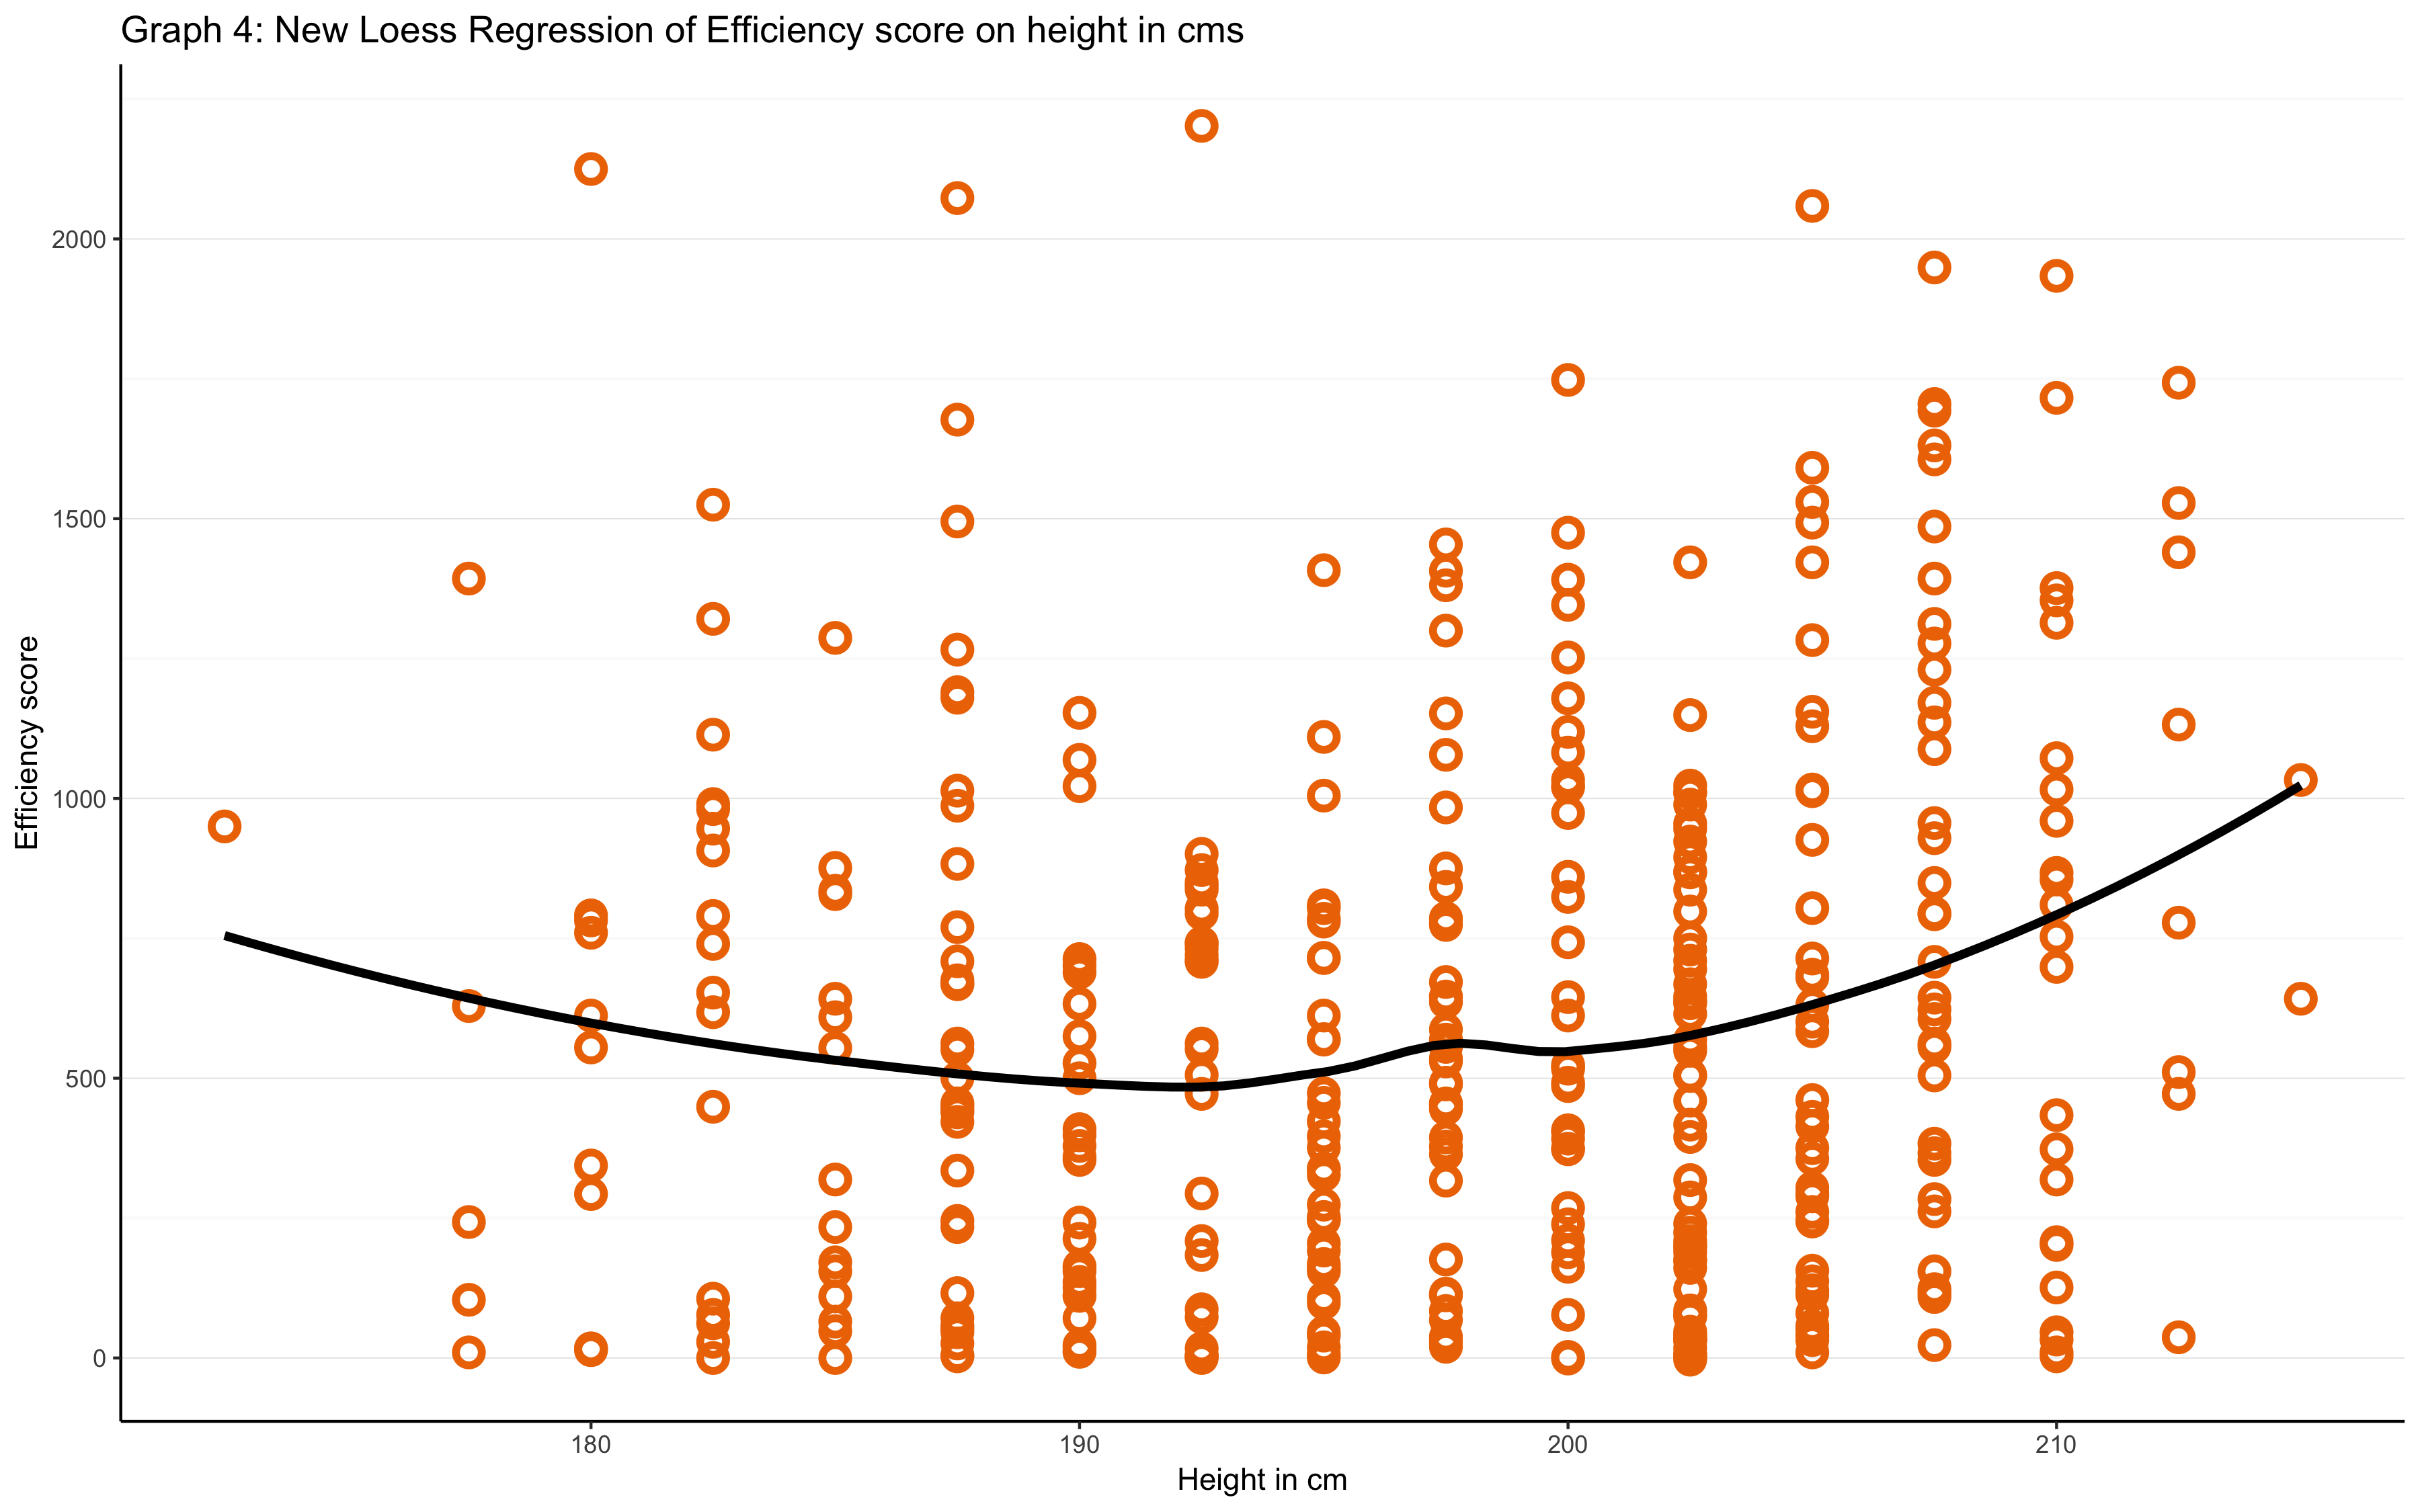 Graph 4: New Loess Regression of Efficiency score on height in cms
Efficiency score
2000
1500
1000
500
0
180 190 200 210
Height in cm